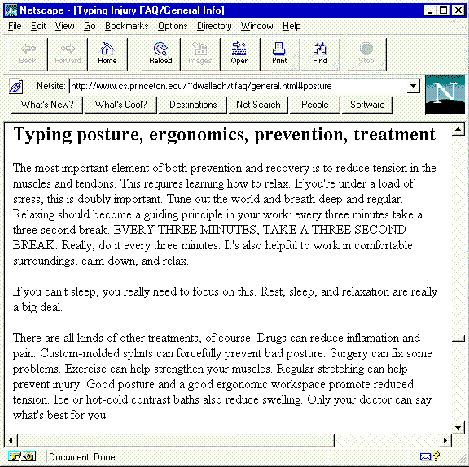 Netscape - [Typing Injury FAQ/General Info]
File Edit View Go Bookmarks Options Directory Window Help
Back Forward Home Reload Images Open Print Find Stop
Netsite: http://www.cs.princeton.edu/~dwallach/tifaq/general.html#posture
What's New? What's Cool? Destinations Net Search People Software
N
Typing posture, ergonomics, prevention, treatment
The most important element of both prevention and recovery is to reduce tension in the
muscles and tendons. This requires learning how to relax. If you're under a load of
stress, this is doubly important. Tune out the world and breath deep and regular.
Relaxing should become a guiding principle in your work: every three minutes take a
three second break. EVERY THREE MINUTES, TAKE A THREE SECOND
BREAK. Really, do it every three minutes. It's also helpful to work in comfortable
surroundings, calm down, and relax.
If you can't sleep, you really need to focus on this. Rest, sleep, and relaxation are really
a big deal.
There are all kinds of other treatments, of course. Drugs can reduce inflamation and
pain. Custom-molded splints can forcefully prevent bad posture. Surgery can fix some
problems. Exercise can help strengthen your muscles. Regular stretching can help
prevent injury. Good posture and a good ergonomic workspace promote reduced
tension. Ice or hot-cold contrast baths also reduce swelling. Only your doctor can say
what's best for you.
Document: Done